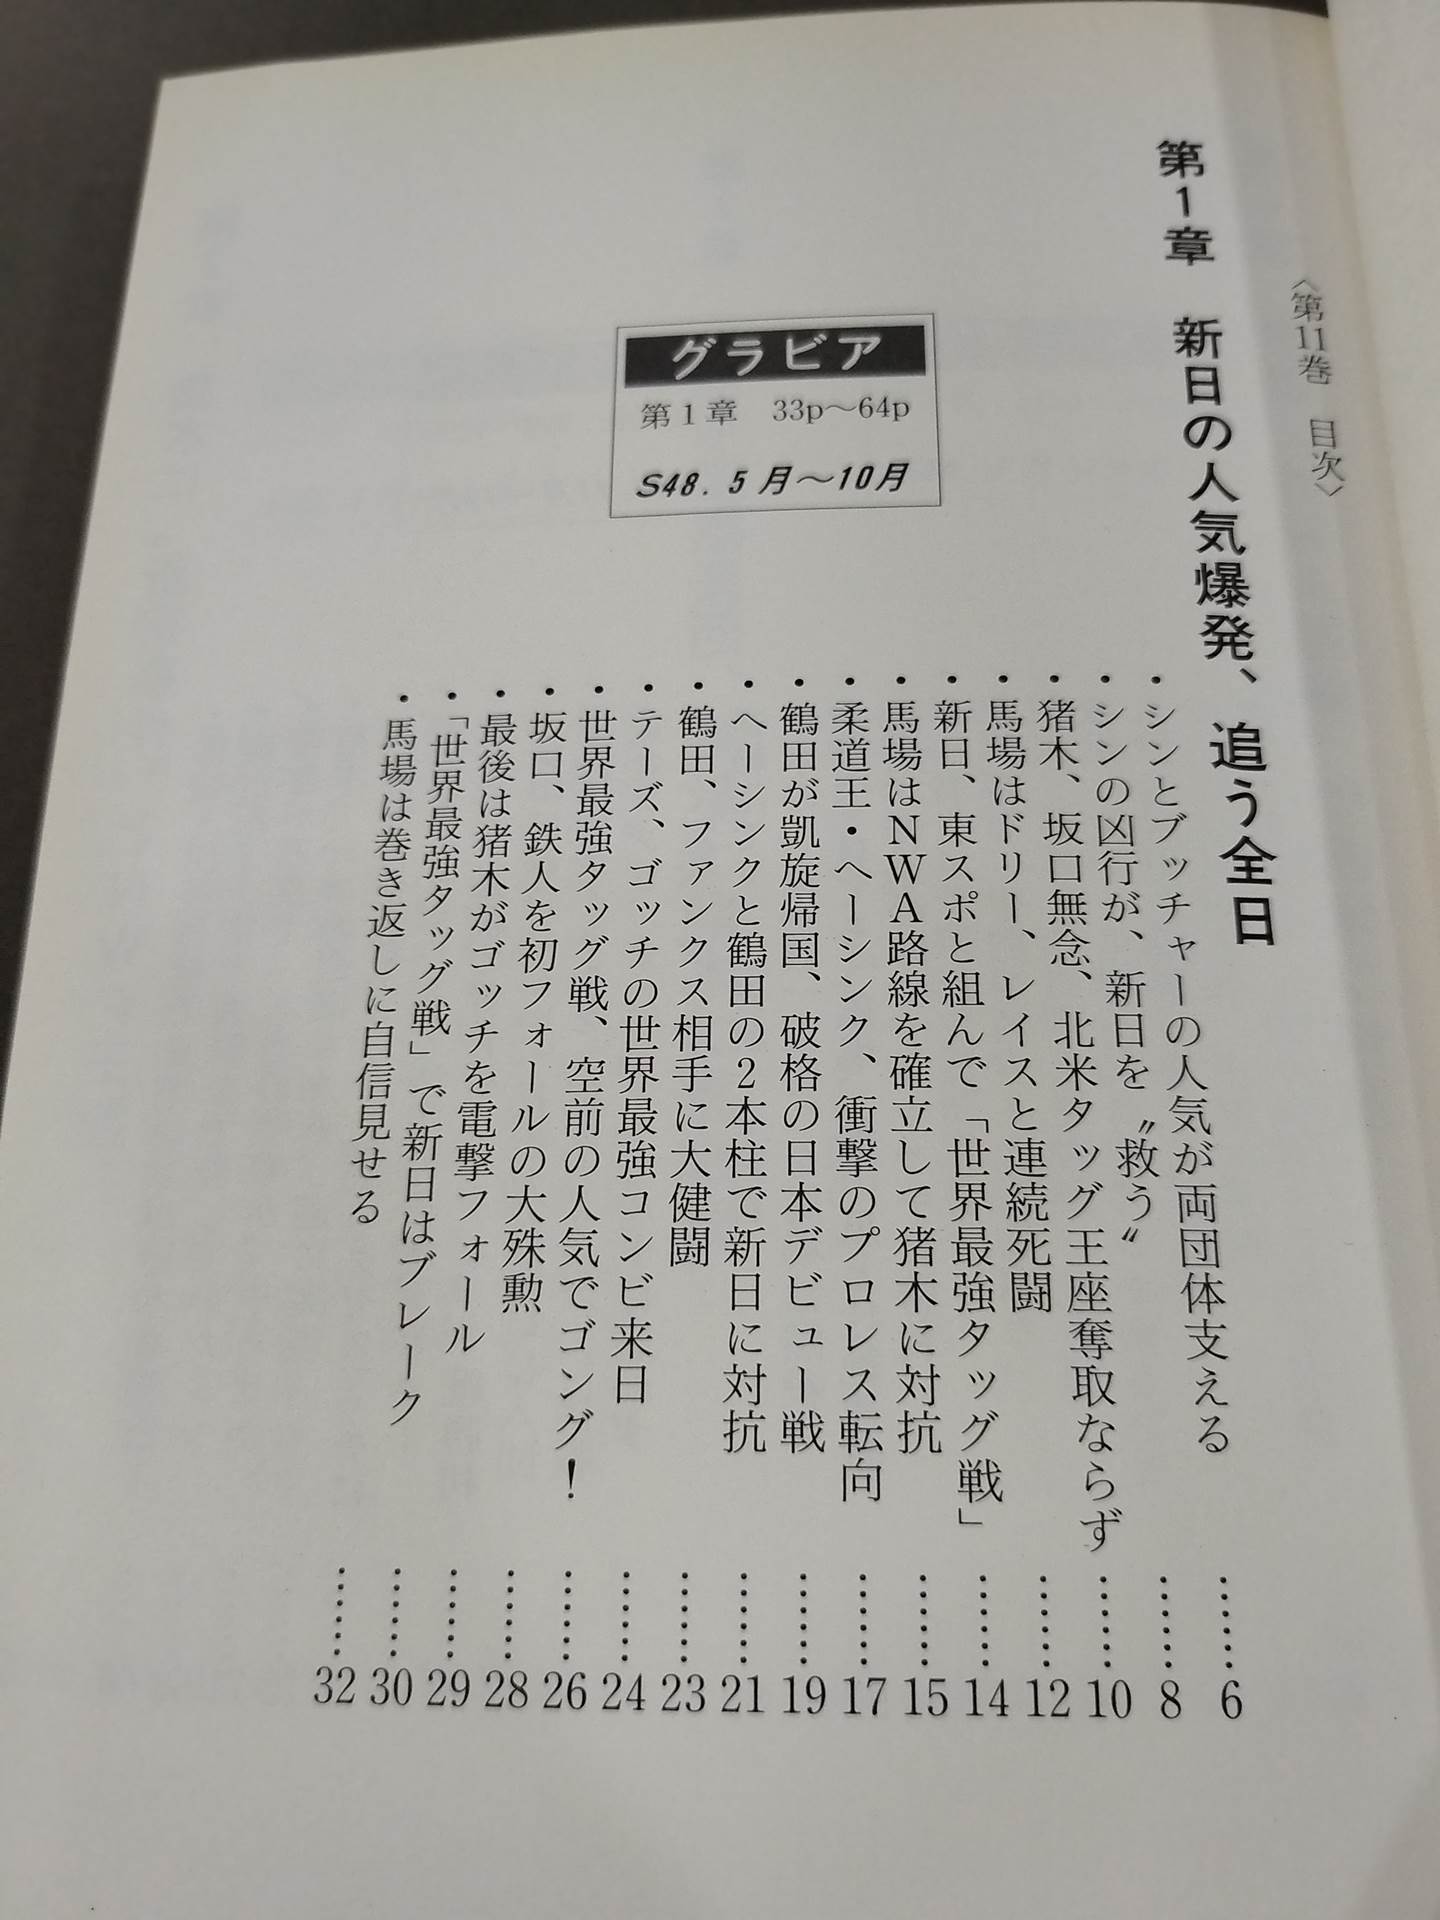 〈第11巻 目次〉
第1章 新日の人気爆発、追う全日
・シンとブッチャーの人気が両団体支える……6
・シンの凶行が、新日を〝救う〟……8
・猪木、坂口無念、北米タッグ王座奪取ならず……10
・馬場はドリー、レイスと連続死闘……12
・新日、東スポと組んで「世界最強タッグ戦」……14
・馬場はNWA路線を確立して猪木に対抗……15
・柔道王・ヘーシンク、衝撃のプロレス転向……17
・鶴田が凱旋帰国、破格の日本デビュー戦……19
・ヘーシンクと鶴田の2本柱で新日に対抗……21
・鶴田、ファンクス相手に大健闘……23
・テーズ、ゴッチの世界最強コンビ来日……24
・世界最強タッグ戦、空前の人気でゴング！……26
・坂口、鉄人を初フォールの大殊勲……28
・最後は猪木がゴッチを電撃フォール……29
・「世界最強タッグ戦」で新日はブレーク……30
・馬場は巻き返しに自信見せる……32
グラビア
第1章 33p〜64p
S48. 5月〜10月